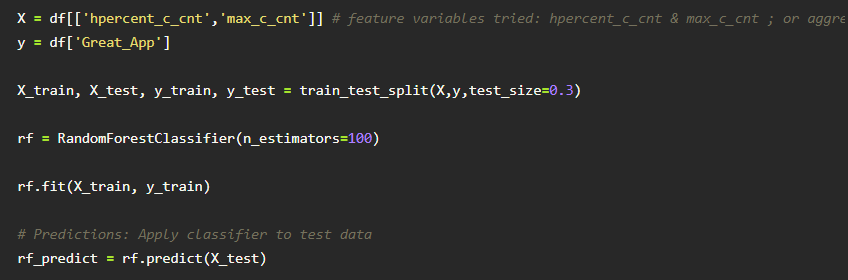 X = df[['hpercent_c_cnt','max_c_cnt']] # feature variables tried: hpercent_c_cnt & max_c_cnt ; or aggre
y = df['Great_App']
X_train, X_test, y_train, y_test = train_test_split(X,y,test_size=0.3)
rf = RandomForestClassifier(n_estimators=100)
rf.fit(X_train, y_train)
# Predictions: Apply classifier to test data
rf_predict = rf.predict(X_test)